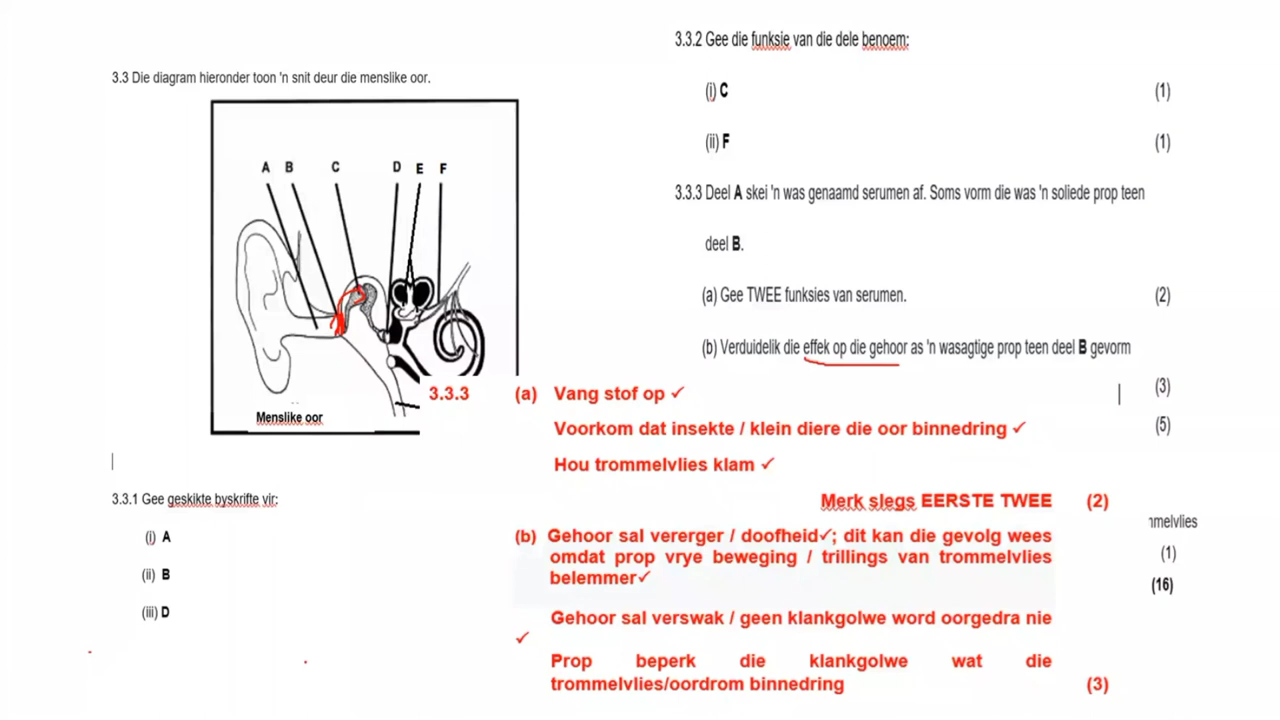 3.3 Die diagram hieronder toon 'n snit deur die menslike oor.
A B C D E F
Menslike oor
3.3.1 Gee geskikte byskrifte vir:
(i) A
(ii) B
(iii) D
3.3.2 Gee die funksie van die dele benoem:
(i) C (1)
(ii) F (1)
3.3.3 Deel A skei 'n was genaamd serumen af. Soms vorm die was 'n soliede prop teen
deel B.
(a) Gee TWEE funksies van serumen. (2)
(b) Verduidelik die effek op die gehoor as 'n wasagtige prop teen deel B gevorm
(3)
(5)
3.3.3 (a) Vang stof op ✓
Voorkom dat insekte / klein diere die oor binnedring ✓
Hou trommelvlies klam ✓
Merk slegs EERSTE TWEE (2)
(b) Gehoor sal vererger / doofheid✓; dit kan die gevolg wees
omdat prop vrye beweging / trillings van trommelvlies
belemmer✓
Gehoor sal verswak / geen klankgolwe word oorgedra nie
✓
Prop beperk die klankgolwe wat die
trommelvlies/oordrom binnedring (3)
mmelvlies
(1)
(16)